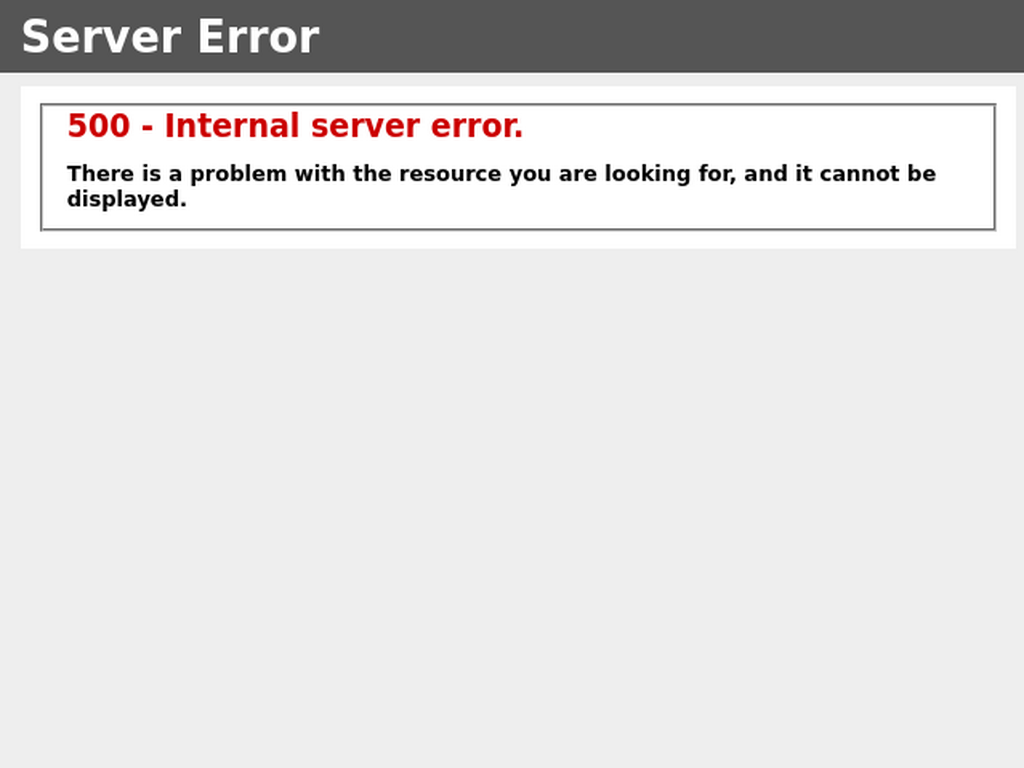 Server Error
500 - Internal server error.
There is a problem with the resource you are looking for, and it cannot be
displayed.